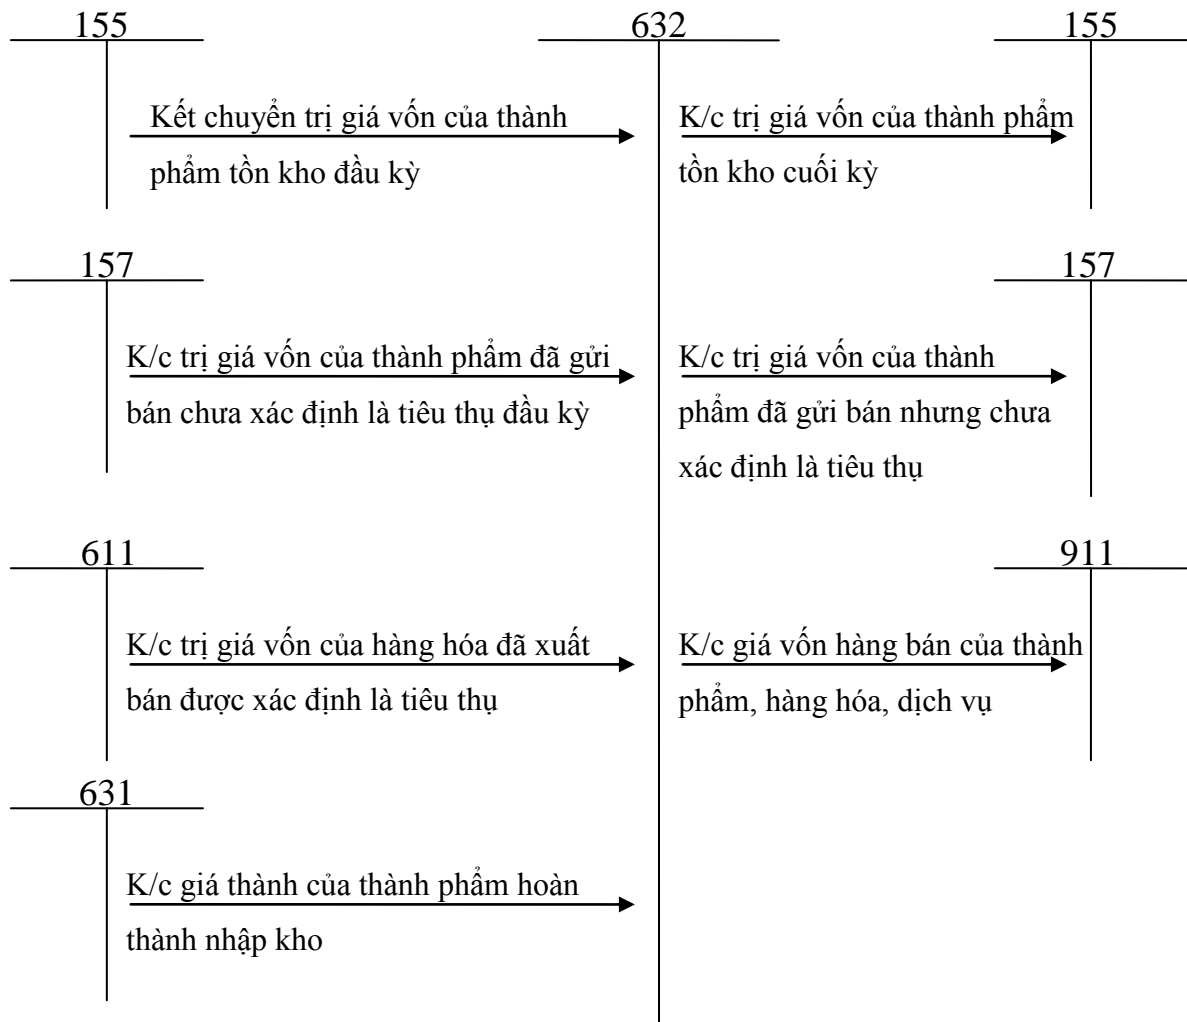 155
632
155
Kết chuyển trị giá vốn của thành
phẩm tồn kho đầu kỳ
K/c trị giá vốn của thành phẩm
tồn kho cuối kỳ
157
157
K/c trị giá vốn của thành phẩm đã gửi
bán chưa xác định là tiêu thụ đầu kỳ
K/c trị giá vốn của thành
phẩm đã gửi bán nhưng chưa
xác định là tiêu thụ
611
911
K/c trị giá vốn của hàng hóa đã xuất
bán được xác định là tiêu thụ
K/c giá vốn hàng bán của thành
phẩm, hàng hóa, dịch vụ
631
K/c giá thành của thành phẩm hoàn
thành nhập kho